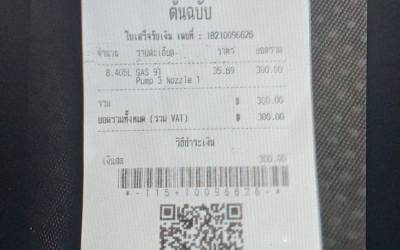 ต้นฉบับ
ใบเสร็จรับเงิน เลขที่ : 18210096626
จำนวน รายละเอียด ราคา ยอดรวม
8.405L GAS 91 35.69 300.00
Pump 3 Nozzle 1
รวม ฿ 300.00
ยอดรวมทั้งหมด (รวม VAT) ฿ 300.00
วิธีชำระเงิน
เงินสด 300.00
*-115+10096626-*